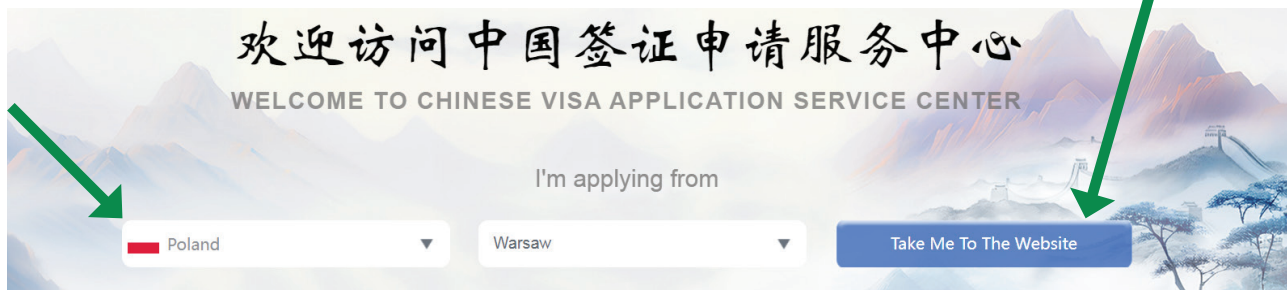 欢迎访问中国签证申请服务中心
WELCOME TO CHINESE VISA APPLICATION SERVICE CENTER
I'm applying from
Poland
Warsaw
Take Me To The Website